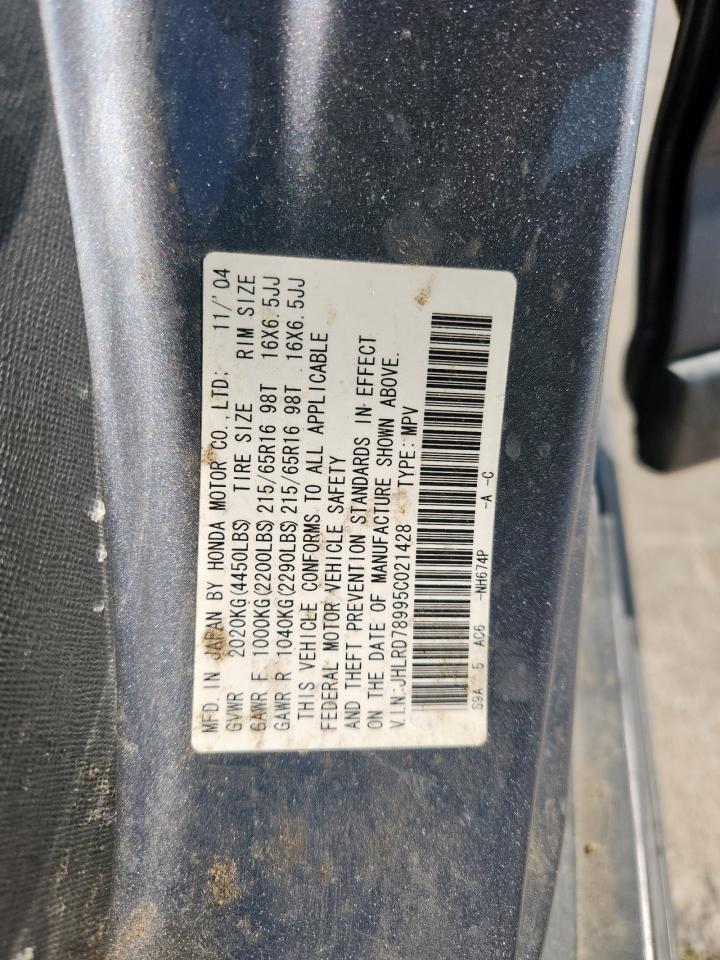 MFD. IN JAPAN BY HONDA MOTOR CO.,LTD; 11/'04
GVWR 2020KG(4450LBS) TIRE SIZE RIM SIZE
GAWR F 1000KG(2200LBS)215/65R16 98T 16X6.5JJ
GAWR R 1040KG(2290LBS)215/65R16 98T 16X6.5JJ
THIS VEHICLE CONFORMS TO ALL APPLICABLE
FEDERAL MOTOR VEHICLE SAFETY
AND THEFT PREVENTION STANDARDS IN EFFECT
ON THE DATE OF MANUFACTURE SHOWN ABOVE.
V.I.N:JHLRD78995C021428 TYPE:MPV
S9A 5 AC6 -NH674P -A -C